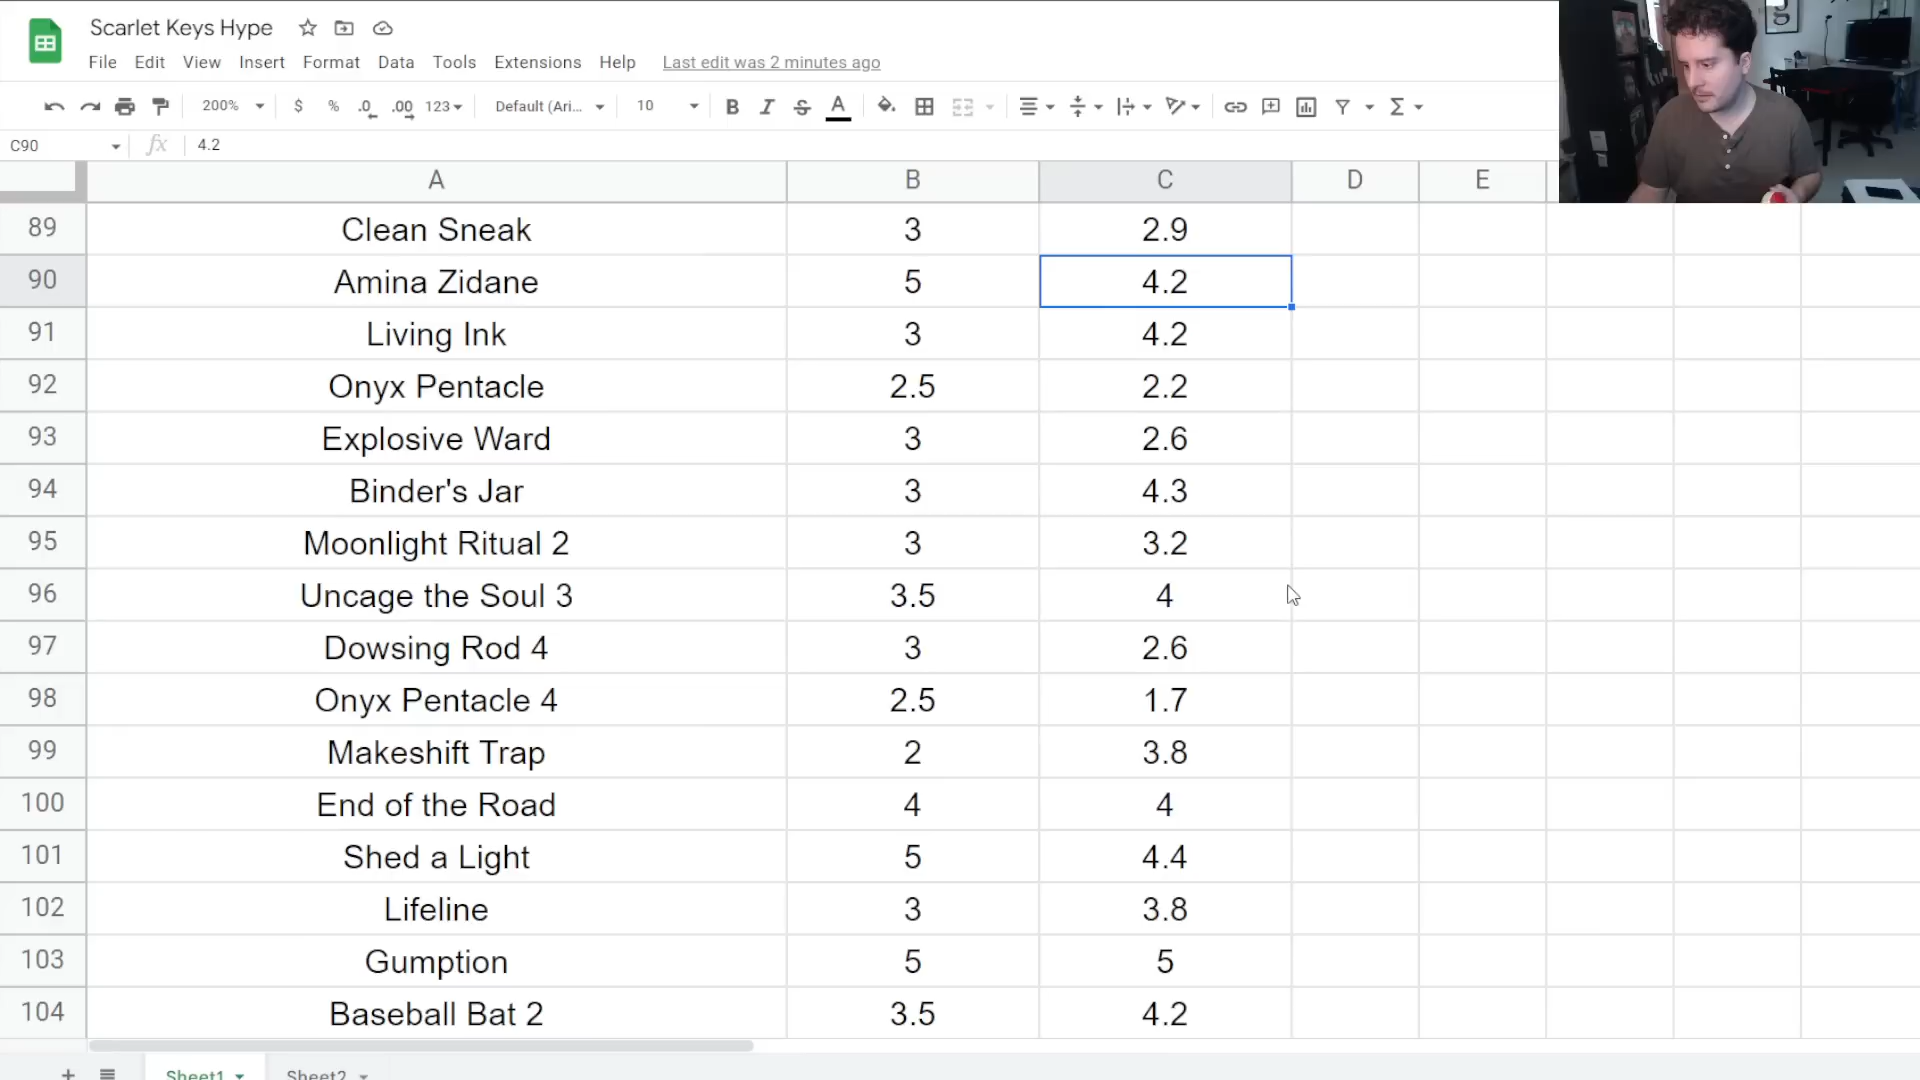 Scarlet Keys Hype
File Edit View Insert Format Data Tools Extensions Help Last edit was 2 minutes ago
200% $ % .0 .00 123 Default (Ari... 10 B I S A Σ
C90 fx 4.2
A B C D E
89 Clean Sneak 3 2.9
90 Amina Zidane 5 4.2
91 Living Ink 3 4.2
92 Onyx Pentacle 2.5 2.2
93 Explosive Ward 3 2.6
94 Binder's Jar 3 4.3
95 Moonlight Ritual 2 3 3.2
96 Uncage the Soul 3 3.5 4
97 Dowsing Rod 4 3 2.6
98 Onyx Pentacle 4 2.5 1.7
99 Makeshift Trap 2 3.8
100 End of the Road 4 4
101 Shed a Light 5 4.4
102 Lifeline 3 3.8
103 Gumption 5 5
104 Baseball Bat 2 3.5 4.2
+ Sheet1 Sheet2